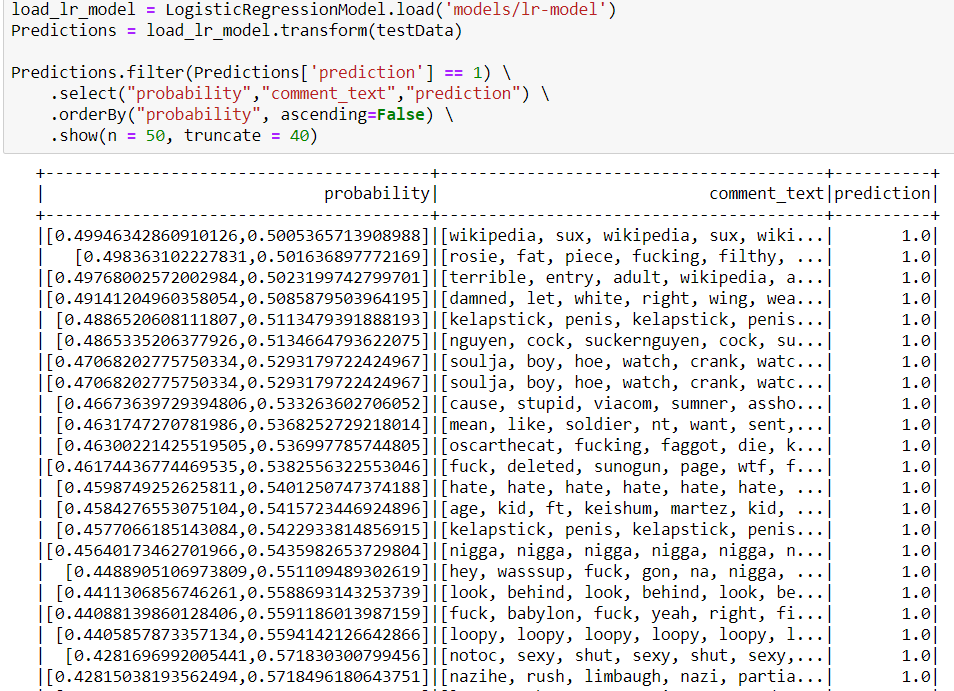 load_lr_model = LogisticRegressionModel.load('models/lr-model')
Predictions = load_lr_model.transform(testData)
Predictions.filter(Predictions['prediction'] == 1) \
.select("probability","comment_text","prediction") \
.orderBy("probability", ascending=False) \
.show(n = 50, truncate = 40)
+----------------------------------------+----------------------------------------+----------+
| probability| comment_text|prediction|
+----------------------------------------+----------------------------------------+----------+
|[0.49946342860910126,0.5005365713908988]|[wikipedia, sux, wikipedia, sux, wiki...| 1.0|
| [0.498363102227831,0.501636897772169]|[rosie, fat, piece, fucking, filthy, ...| 1.0|
|[0.49768002572002984,0.5023199742799701]|[terrible, entry, adult, wikipedia, a...| 1.0|
|[0.49141204960358054,0.5085879503964195]|[damned, let, white, right, wing, wea...| 1.0|
| [0.4886520608111807,0.5113479391888193]|[kelapstick, penis, kelapstick, penis...| 1.0|
| [0.4865335206377926,0.5134664793622075]|[nguyen, cock, suckernguyen, cock, su...| 1.0|
|[0.47068202775750334,0.5293179722424967]|[soulja, boy, hoe, watch, crank, watc...| 1.0|
|[0.47068202775750334,0.5293179722424967]|[soulja, boy, hoe, watch, crank, watc...| 1.0|
| [0.46673639729394806,0.533263602706052]|[cause, stupid, viacom, sumner, assho...| 1.0|
| [0.4631747270781986,0.5368252729218014]|[mean, like, soldier, nt, want, sent,...| 1.0|
| [0.46300221425519505,0.536997785744805]|[oscarthecat, fucking, faggot, die, k...| 1.0|
|[0.46174436774469535,0.5382556322553046]|[fuck, deleted, sunogun, page, wtf, f...| 1.0|
| [0.4598749252625811,0.5401250747374188]|[hate, hate, hate, hate, hate, hate, ...| 1.0|
| [0.4584276553075104,0.5415723446924896]|[age, kid, ft, keishum, martez, kid, ...| 1.0|
| [0.4577066185143084,0.5422933814856915]|[kelapstick, penis, kelapstick, penis...| 1.0|
|[0.45640173462701966,0.5435982653729804]|[nigga, nigga, nigga, nigga, nigga, n...| 1.0|
| [0.4488905106973809,0.551109489302619]|[hey, wasssup, fuck, gon, na, nigga, ...| 1.0|
| [0.4411306856746261,0.5588693143253739]|[look, behind, look, behind, look, be...| 1.0|
|[0.44088139860128406,0.5591186013987159]|[fuck, babylon, fuck, yeah, right, fi...| 1.0|
| [0.4405857873357134,0.5594142126642866]|[loopy, loopy, loopy, loopy, loopy, l...| 1.0|
| [0.4281696992005441,0.571830300799456]|[notoc, sexy, shut, sexy, shut, sexy,...| 1.0|
|[0.42815038193562494,0.5718496180643751]|[nazihe, rush, limbaugh, nazi, partia...| 1.0|